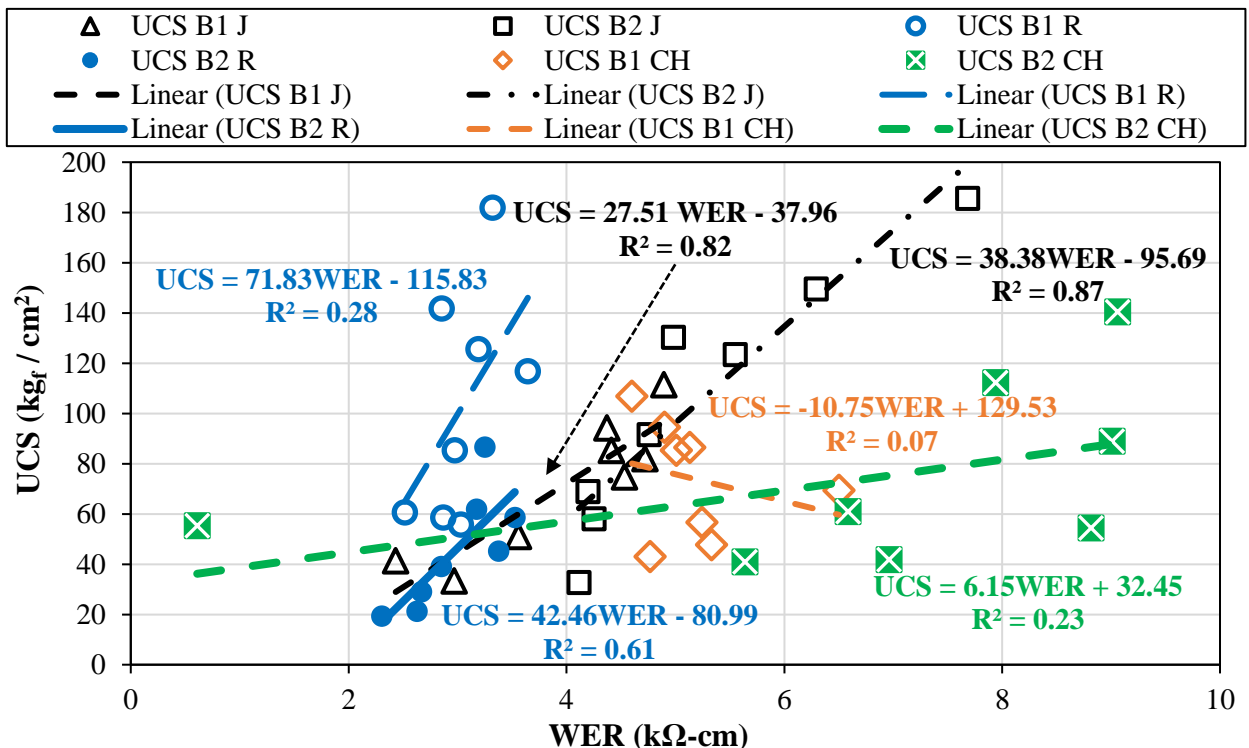 UCS B1 J UCS B2 J UCS B1 R
UCS B2 R UCS B1 CH UCS B2 CH
Linear (UCS B1 J) Linear (UCS B2 J) Linear (UCS B1 R)
Linear (UCS B2 R) Linear (UCS B1 CH) Linear (UCS B2 CH)
UCS (kgf / cm²)
200
180
160
140
120
100
80
60
40
20
0
UCS = 27.51 WER - 37.96
R² = 0.82
UCS = 71.83WER - 115.83
R² = 0.28
UCS = 38.38WER - 95.69
R² = 0.87
UCS = -10.75WER + 129.53
R² = 0.07
UCS = 6.15WER + 32.45
R² = 0.23
UCS = 42.46WER - 80.99
R² = 0.61
0 2 4 6 8 10
WER (kΩ-cm)